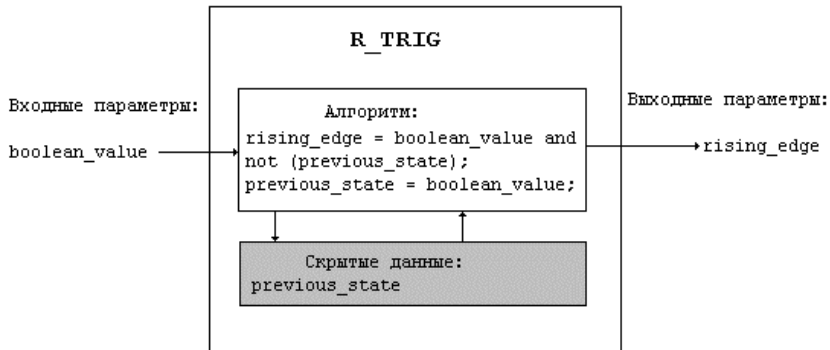 R_TRIG
Входные параметры:
boolean_value
Алгоритм:
rising_edge = boolean_value and
not (previous_state);
previous_state = boolean_value;
Выходные параметры:
rising_edge
Скрытые данные:
previous_state